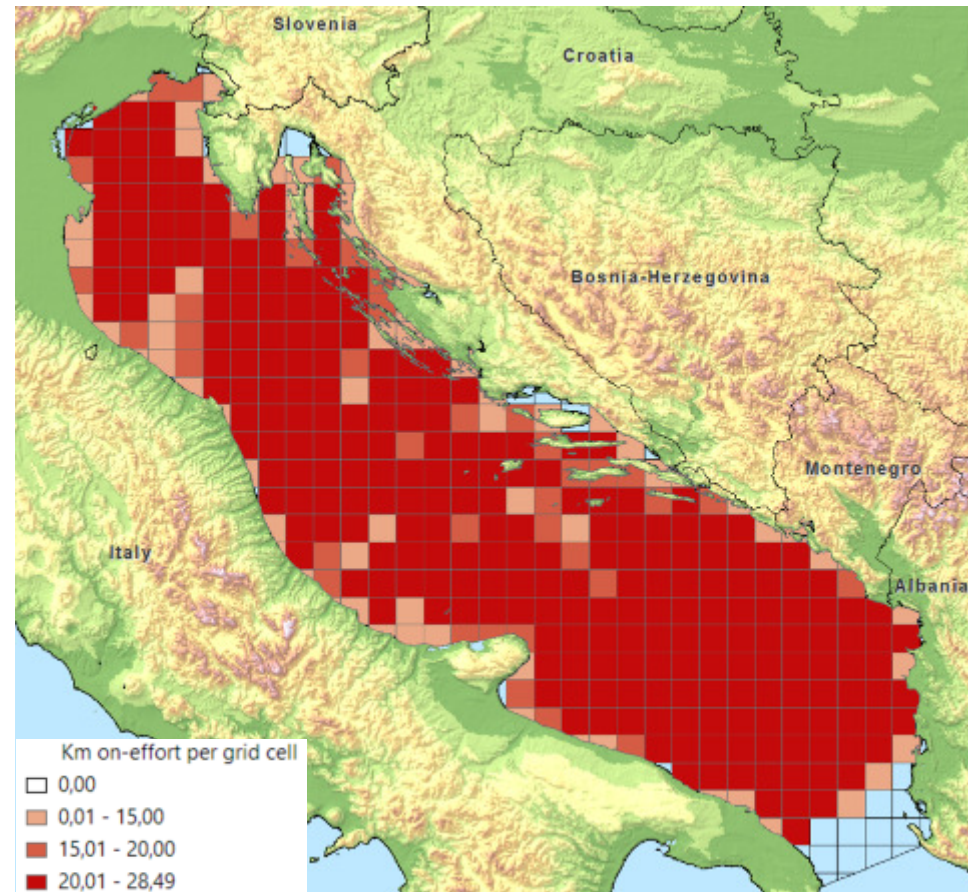 Slovenia
Croatia
Bosnia-Herzegovina
Montenegro
Italy
Albania
Km on-effort per grid cell
0,00
0,01 - 15,00
15,01 - 20,00
20,01 - 28,49